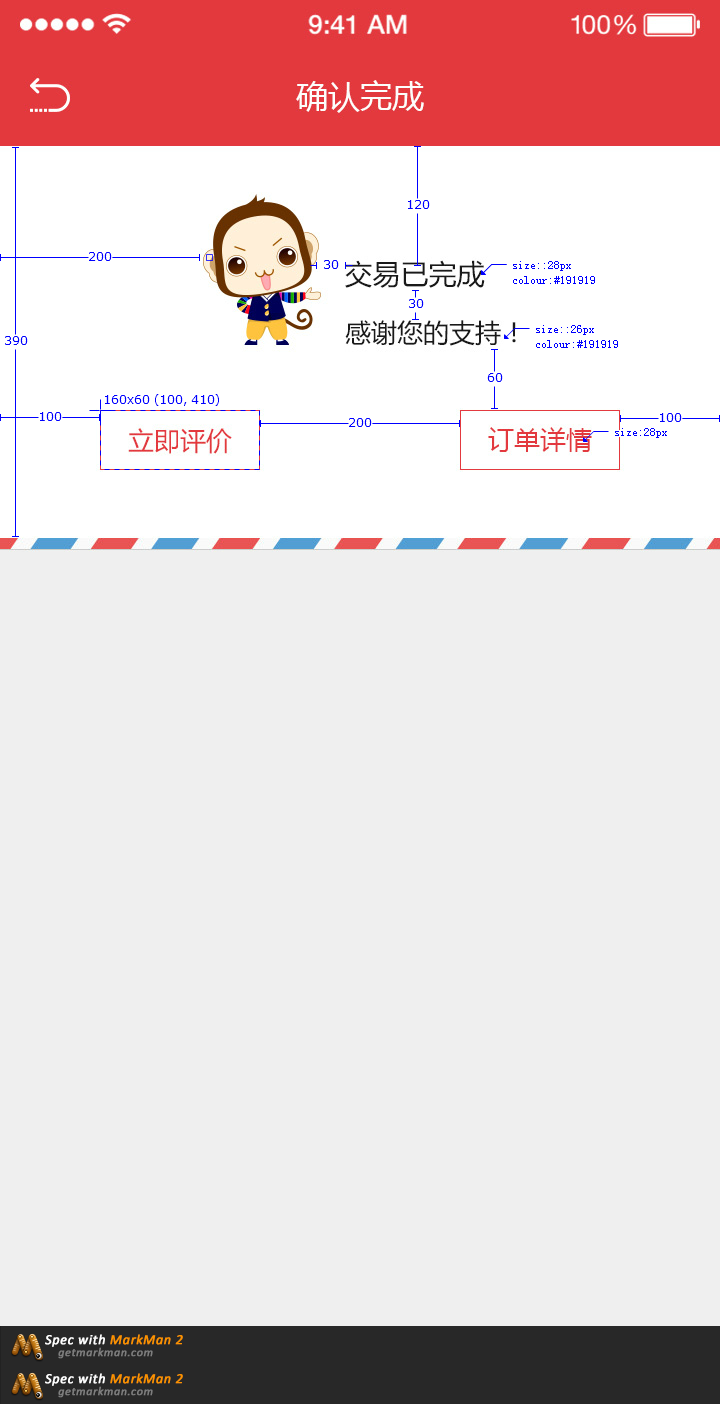 9:41 AM 100%
确认完成
120
200
30 交易已完成 size::28px
colour:#191919
30
感谢您的支持！ size:26px
colour:#191919
390
60
160x60 (100, 410)
100 200 100
立即评价 订单详情 size:28px
Spec with MarkMan 2
getmarkman.com
Spec with MarkMan 2
getmarkman.com